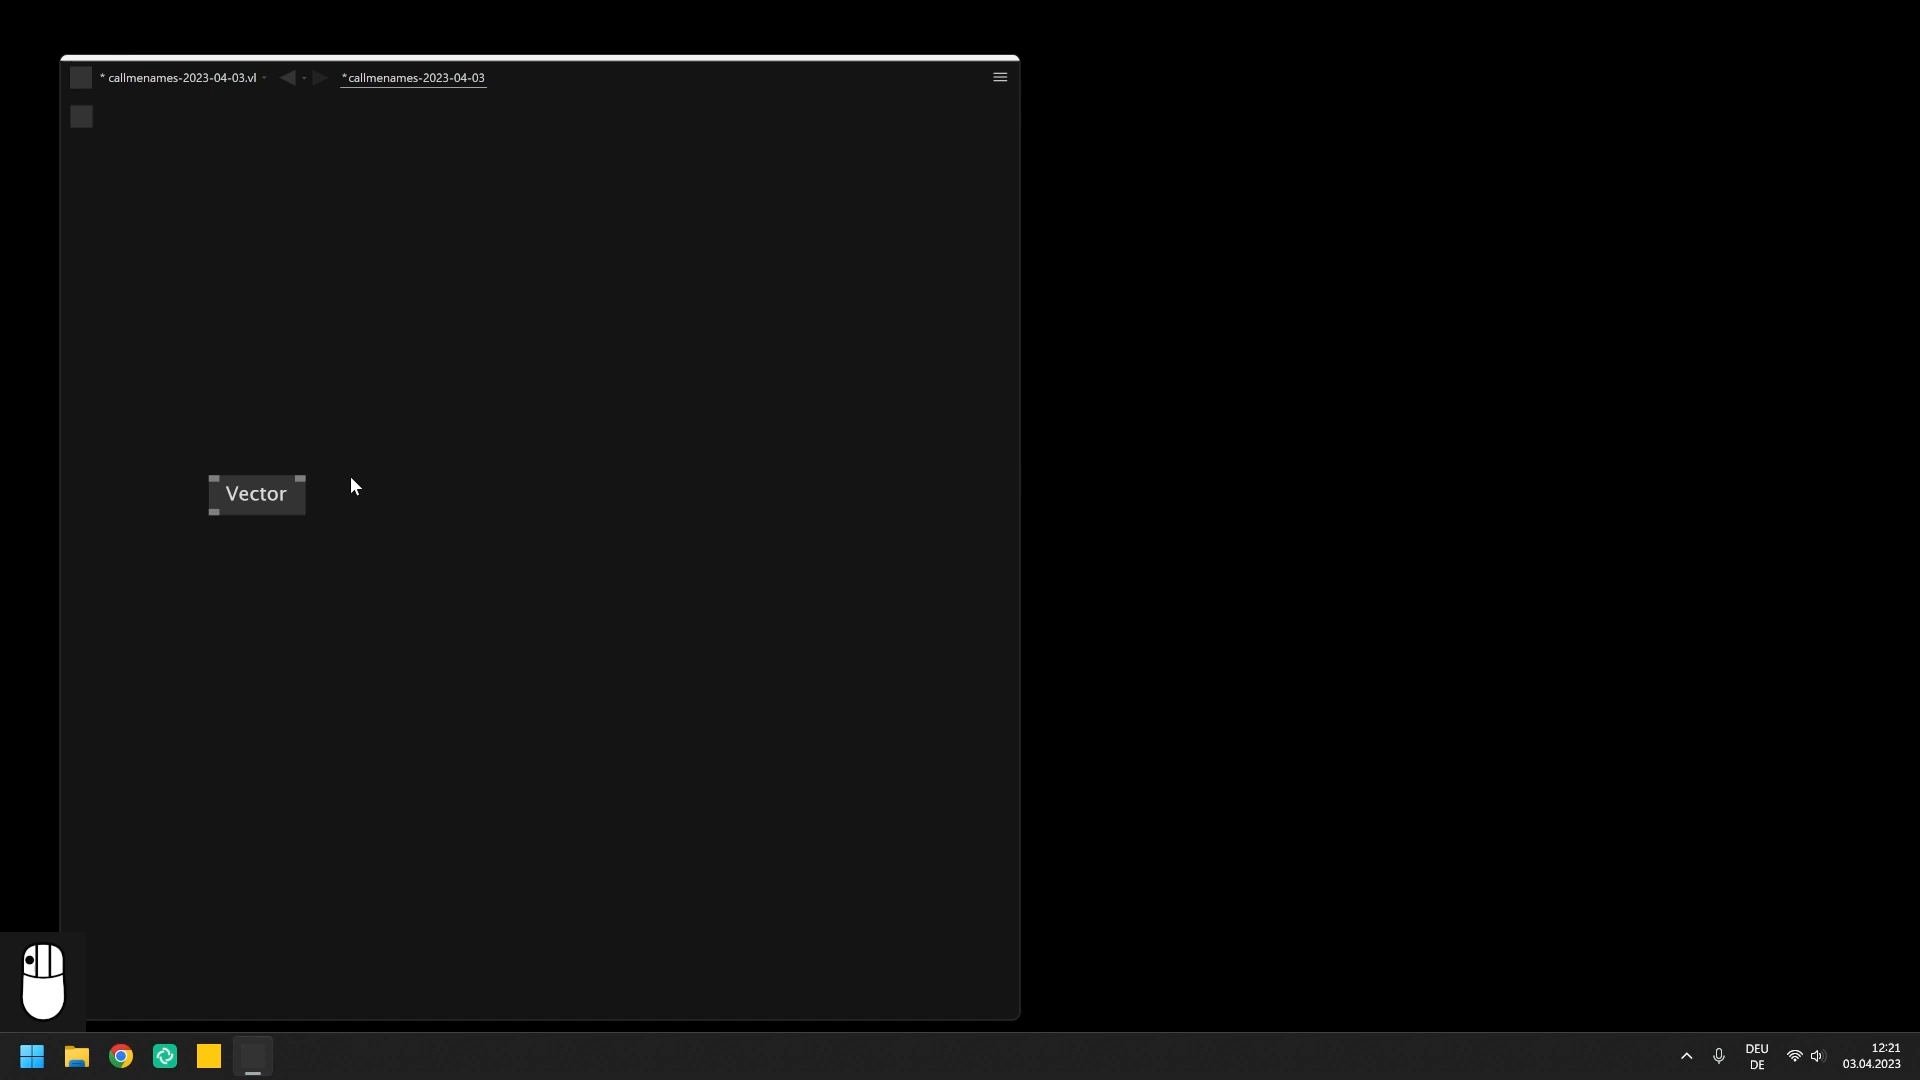 * callmenames-2023-04-03.vl
*callmenames-2023-04-03
Vector
DEU
DE
12:21
03.04.2023